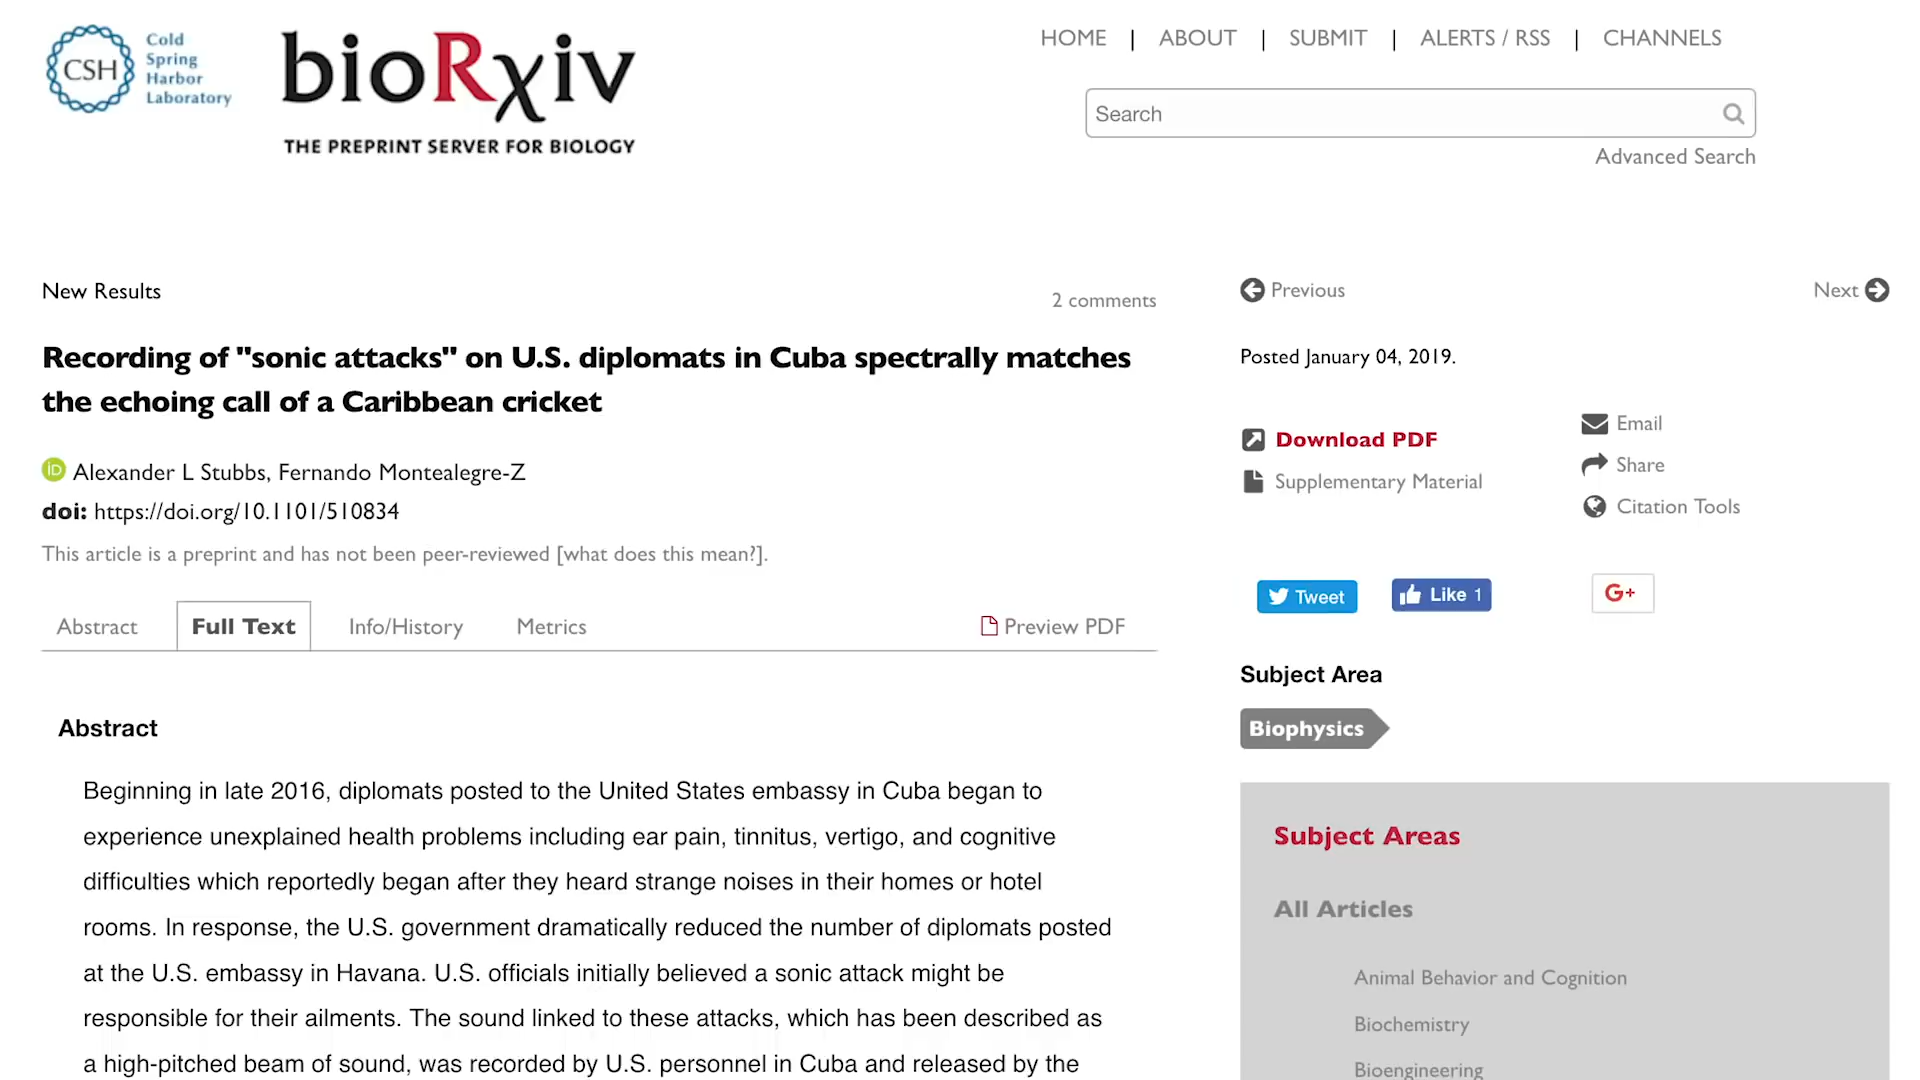 CSH
Cold
Spring
Harbor
Laboratory
bioRxiv
THE PREPRINT SERVER FOR BIOLOGY
HOME | ABOUT | SUBMIT | ALERTS / RSS | CHANNELS
Search
Advanced Search
New Results
2 comments
Recording of "sonic attacks" on U.S. diplomats in Cuba spectrally matches
the echoing call of a Caribbean cricket
iD Alexander L Stubbs, Fernando Montealegre-Z
doi: https://doi.org/10.1101/510834
This article is a preprint and has not been peer-reviewed [what does this mean?].
Abstract Full Text Info/History Metrics Preview PDF
Abstract
Beginning in late 2016, diplomats posted to the United States embassy in Cuba began to
experience unexplained health problems including ear pain, tinnitus, vertigo, and cognitive
difficulties which reportedly began after they heard strange noises in their homes or hotel
rooms. In response, the U.S. government dramatically reduced the number of diplomats posted
at the U.S. embassy in Havana. U.S. officials initially believed a sonic attack might be
responsible for their ailments. The sound linked to these attacks, which has been described as
a high-pitched beam of sound, was recorded by U.S. personnel in Cuba and released by the
Previous Next
Posted January 04, 2019.
Download PDF
Supplementary Material
Email
Share
Citation Tools
Tweet Like 1 G+
Subject Area
Biophysics
Subject Areas
All Articles
Animal Behavior and Cognition
Biochemistry
Bioengineering